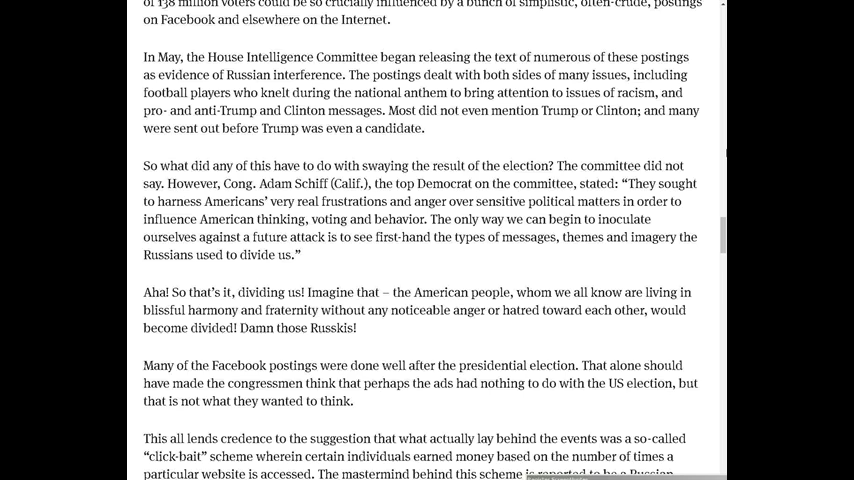 of 138 million voters could be so crucially influenced by a bunch of simplistic, often-crude, postings
on Facebook and elsewhere on the Internet.
In May, the House Intelligence Committee began releasing the text of numerous of these postings
as evidence of Russian interference. The postings dealt with both sides of many issues, including
football players who knelt during the national anthem to bring attention to issues of racism, and
pro- and anti-Trump and Clinton messages. Most did not even mention Trump or Clinton; and many
were sent out before Trump was even a candidate.
So what did any of this have to do with swaying the result of the election? The committee did not
say. However, Cong. Adam Schiff (Calif.), the top Democrat on the committee, stated: “They sought
to harness Americans’ very real frustrations and anger over sensitive political matters in order to
influence American thinking, voting and behavior. The only way we can begin to inoculate
ourselves against a future attack is to see first-hand the types of messages, themes and imagery the
Russians used to divide us.”
Aha! So that’s it, dividing us! Imagine that – the American people, whom we all know are living in
blissful harmony and fraternity without any noticeable anger or hatred toward each other, would
become divided! Damn those Russkis!
Many of the Facebook postings were done well after the presidential election. That alone should
have made the congressmen think that perhaps the ads had nothing to do with the US election, but
that is not what they wanted to think.
This all lends credence to the suggestion that what actually lay behind the events was a so-called
“click-bait” scheme wherein certain individuals earned money based on the number of times a
particular website is accessed. The mastermind behind this scheme is reported to be a Russian